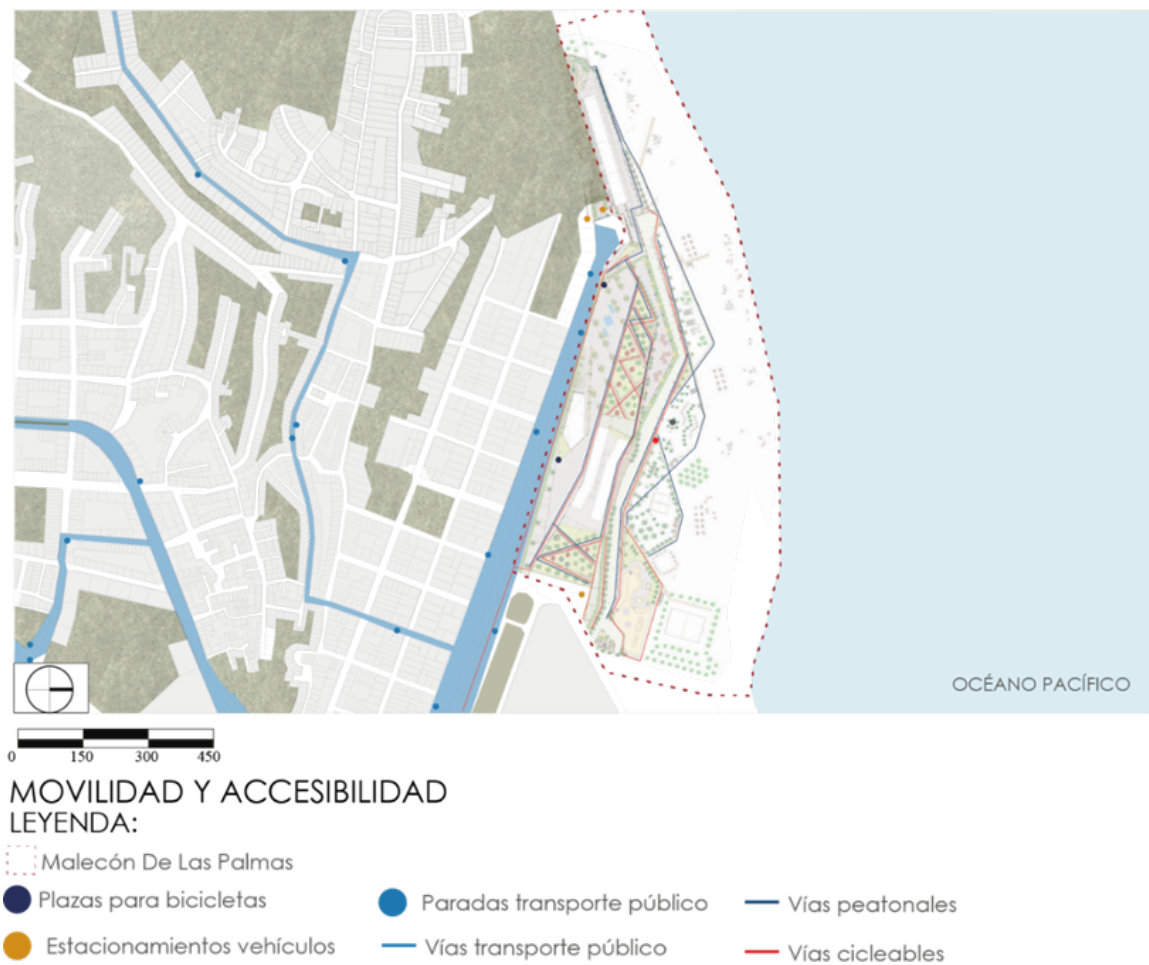 OCÉANO PACÍFICO
0 150 300 450
MOVILIDAD Y ACCESIBILIDAD
LEYENDA:
Malecón De Las Palmas
Plazas para bicicletas
Paradas transporte público
Vías peatonales
Estacionamientos vehículos
Vías transporte público
Vías cicleables